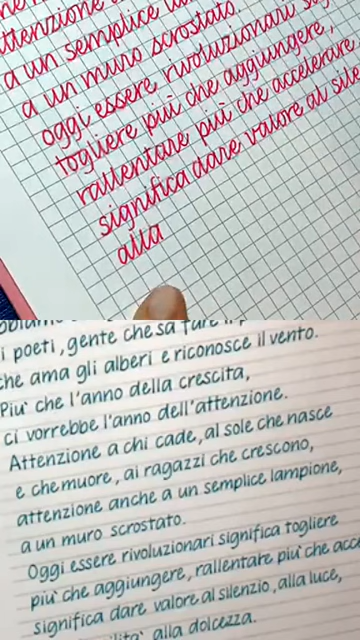 attenzione
a un semplice
a un muro scrostato.
oggi essere rivoluzionari
togliere più che aggiungere,
rallentare più che accelerare,
significa dare valore al sile
alla
i poeti, gente che sa fare il p
che ama gli alberi e riconosce il vento.
Più che l'anno della crescita,
ci vorrebbe l'anno dell'attenzione.
Attenzione a chi cade, al sole che nasce
e che muore, ai ragazzi che crescono,
attenzione anche a un semplice lampione,
a un muro scrostato.
Oggi essere rivoluzionari significa togliere
più che aggiungere, rallentare più che acce
significa dare valore al silenzio, alla luce,
alla dolcezza.